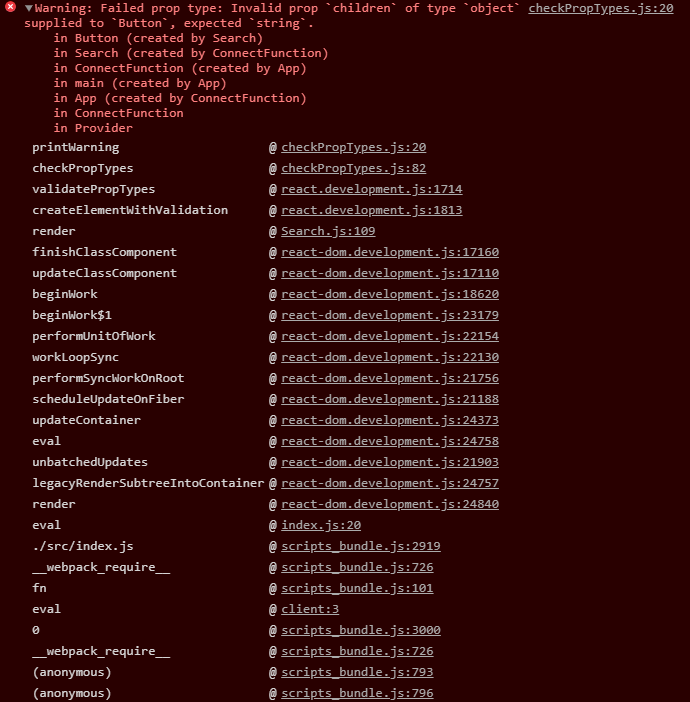 Warning: Failed prop type: Invalid prop `children` of type `object` checkPropTypes.js:20
supplied to `Button`, expected `string`.
in Button (created by Search)
in Search (created by ConnectFunction)
in ConnectFunction (created by App)
in main (created by App)
in App (created by ConnectFunction)
in ConnectFunction
in Provider
printWarning @ checkPropTypes.js:20
checkPropTypes @ checkPropTypes.js:82
validatePropTypes @ react.development.js:1714
createElementWithValidation @ react.development.js:1813
render @ Search.js:109
finishClassComponent @ react-dom.development.js:17160
updateClassComponent @ react-dom.development.js:17110
beginWork @ react-dom.development.js:18620
beginWork$1 @ react-dom.development.js:23179
performUnitOfWork @ react-dom.development.js:22154
workLoopSync @ react-dom.development.js:22130
performSyncWorkOnRoot @ react-dom.development.js:21756
scheduleUpdateOnFiber @ react-dom.development.js:21188
updateContainer @ react-dom.development.js:24373
eval @ react-dom.development.js:24758
unbatchedUpdates @ react-dom.development.js:21903
legacyRenderSubtreeIntoContainer @ react-dom.development.js:24757
render @ react-dom.development.js:24840
eval @ index.js:20
./src/index.js @ scripts_bundle.js:2919
__webpack_require__ @ scripts_bundle.js:726
fn @ scripts_bundle.js:101
eval @ client:3
0 @ scripts_bundle.js:3000
__webpack_require__ @ scripts_bundle.js:726
(anonymous) @ scripts_bundle.js:793
(anonymous) @ scripts_bundle.js:796